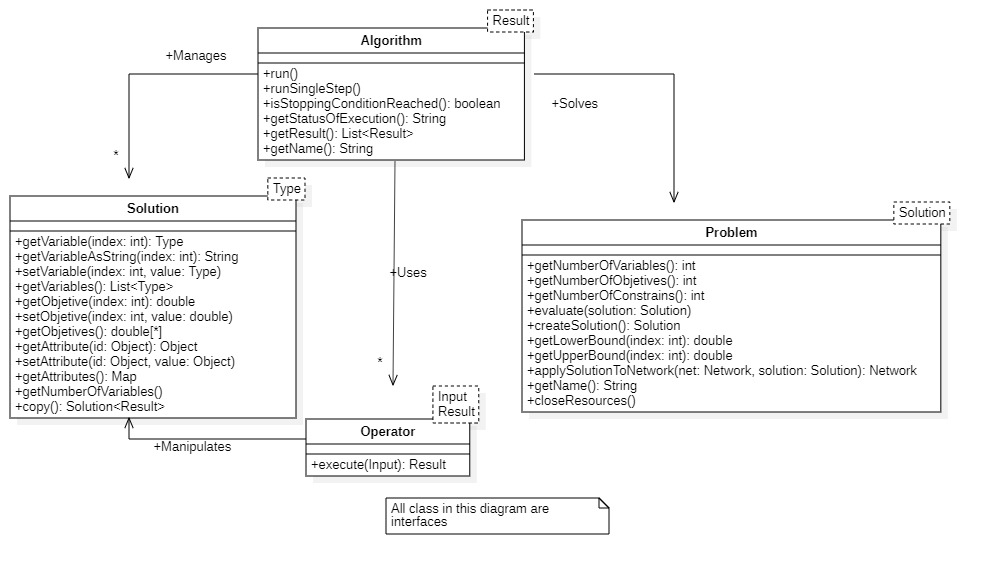 Result
Algorithm
+run()
+runSingleStep()
+isStoppingConditionReached(): boolean
+getStatusOfExecution(): String
+getResult(): List<Result>
+getName(): String
+Manages
*
+Solves
Type
Solution
+getVariable(index: int): Type
+getVariableAsString(index: int): String
+setVariable(index: int, value: Type)
+getVariables(): List<Type>
+getObjetive(index: int): double
+setObjetive(index: int, value: double)
+getObjetives(): double[*]
+getAttribute(id: Object): Object
+setAttribute(id: Object, value: Object)
+getAttributes(): Map
+getNumberOfVariables()
+copy(): Solution<Result>
+Uses
*
Solution
Problem
+getNumberOfVariables(): int
+getNumberOfObjetives(): int
+getNumberOfConstrains(): int
+evaluate(solution: Solution)
+createSolution(): Solution
+getLowerBound(index: int): double
+getUpperBound(index: int): double
+applySolutionToNetwork(net: Network, solution: Solution): Network
+getName(): String
+closeResources()
Input
Result
Operator
+execute(Input): Result
+Manipulates
All class in this diagram are
interfaces